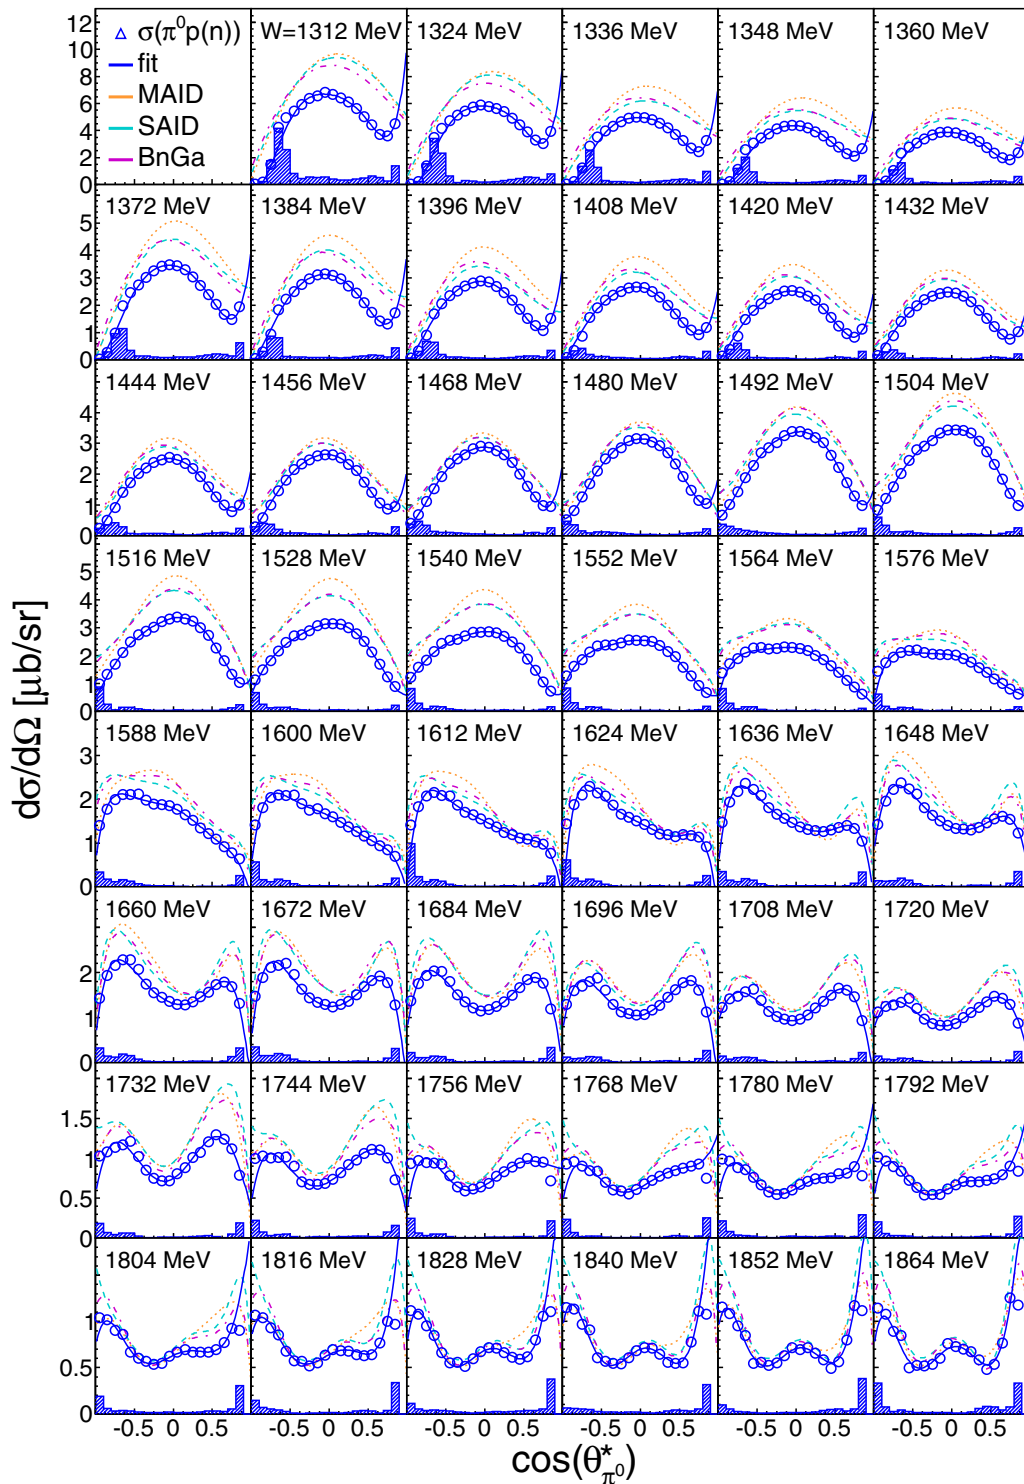 σ(π⁰p(n))
fit
MAID
SAID
BnGa
W=1312 MeV
1324 MeV
1336 MeV
1348 MeV
1360 MeV
12
10
8
6
4
2
0
1372 MeV
1384 MeV
1396 MeV
1408 MeV
1420 MeV
1432 MeV
5
4
3
2
1
0
1444 MeV
1456 MeV
1468 MeV
1480 MeV
1492 MeV
1504 MeV
4
3
2
1
0
1516 MeV
1528 MeV
1540 MeV
1552 MeV
1564 MeV
1576 MeV
5
4
3
2
1
0
dσ/dΩ [μb/sr]
1588 MeV
1600 MeV
1612 MeV
1624 MeV
1636 MeV
1648 MeV
3
2
1
0
1660 MeV
1672 MeV
1684 MeV
1696 MeV
1708 MeV
1720 MeV
2
1
0
1732 MeV
1744 MeV
1756 MeV
1768 MeV
1780 MeV
1792 MeV
1.5
1
0.5
0
1804 MeV
1816 MeV
1828 MeV
1840 MeV
1852 MeV
1864 MeV
1
0.5
0
-0.5 0 0.5 -0.5 0 0.5 -0.5 0 0.5 -0.5 0 0.5 -0.5 0 0.5 -0.5 0 0.5
cos(θ*π⁰)